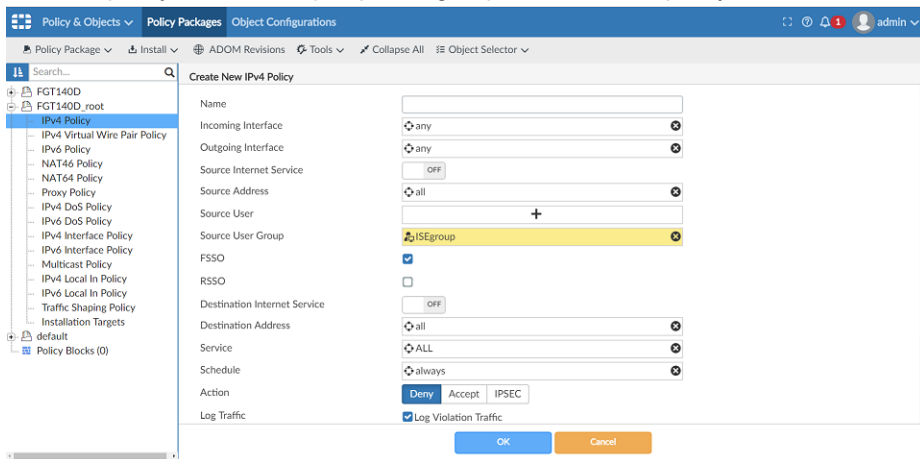 Policy & Objects Policy Packages Object Configurations 1 admin
Policy Package Install ADOM Revisions Tools Collapse All Object Selector
Search...
Create New IPv4 Policy
FGT140D
FGT140D_root
IPv4 Policy
IPv4 Virtual Wire Pair Policy
IPv6 Policy
NAT46 Policy
NAT64 Policy
Proxy Policy
IPv4 DoS Policy
IPv6 DoS Policy
IPv4 Interface Policy
IPv6 Interface Policy
Multicast Policy
IPv4 Local In Policy
IPv6 Local In Policy
Traffic Shaping Policy
Installation Targets
default
Policy Blocks (0)
Name
Incoming Interface any
Outgoing Interface any
Source Internet Service OFF
Source Address all
Source User
Source User Group ISEgroup
FSSO
RSSO
Destination Internet Service OFF
Destination Address all
Service ALL
Schedule always
Action Deny Accept IPSEC
Log Traffic Log Violation Traffic
OK Cancel